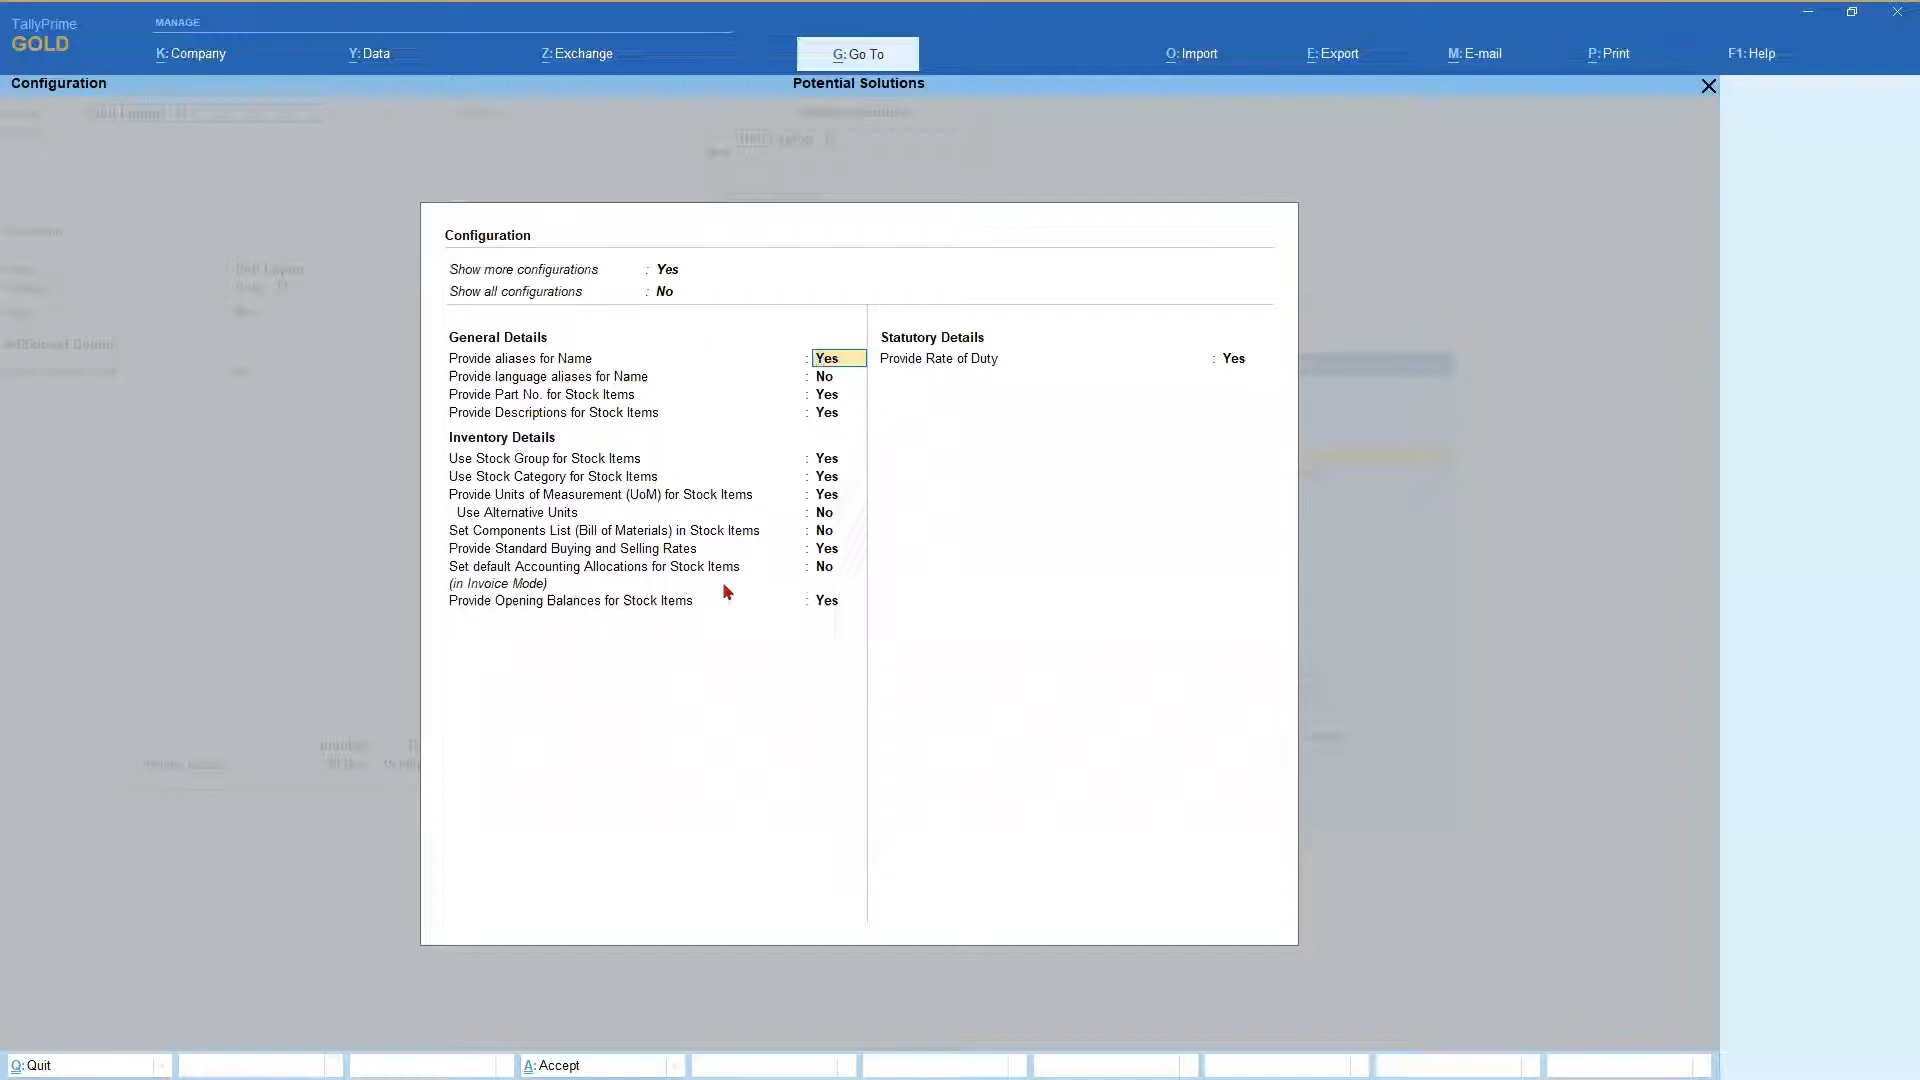 TallyPrime
GOLD
MANAGE
K: Company
Y: Data
Z: Exchange
G: Go To
O: Import
E: Export
M: E-mail
P: Print
F1: Help
Configuration
Potential Solutions
Configuration
Show more configurations : Yes
Show all configurations : No
General Details
Provide aliases for Name : Yes
Provide language aliases for Name : No
Provide Part No. for Stock Items : Yes
Provide Descriptions for Stock Items : Yes
Inventory Details
Use Stock Group for Stock Items : Yes
Use Stock Category for Stock Items : Yes
Provide Units of Measurement (UoM) for Stock Items : Yes
Use Alternative Units : No
Set Components List (Bill of Materials) in Stock Items : No
Provide Standard Buying and Selling Rates : Yes
Set default Accounting Allocations for Stock Items : No
(in Invoice Mode)
Provide Opening Balances for Stock Items : Yes
Statutory Details
Provide Rate of Duty : Yes
Q: Quit
A: Accept